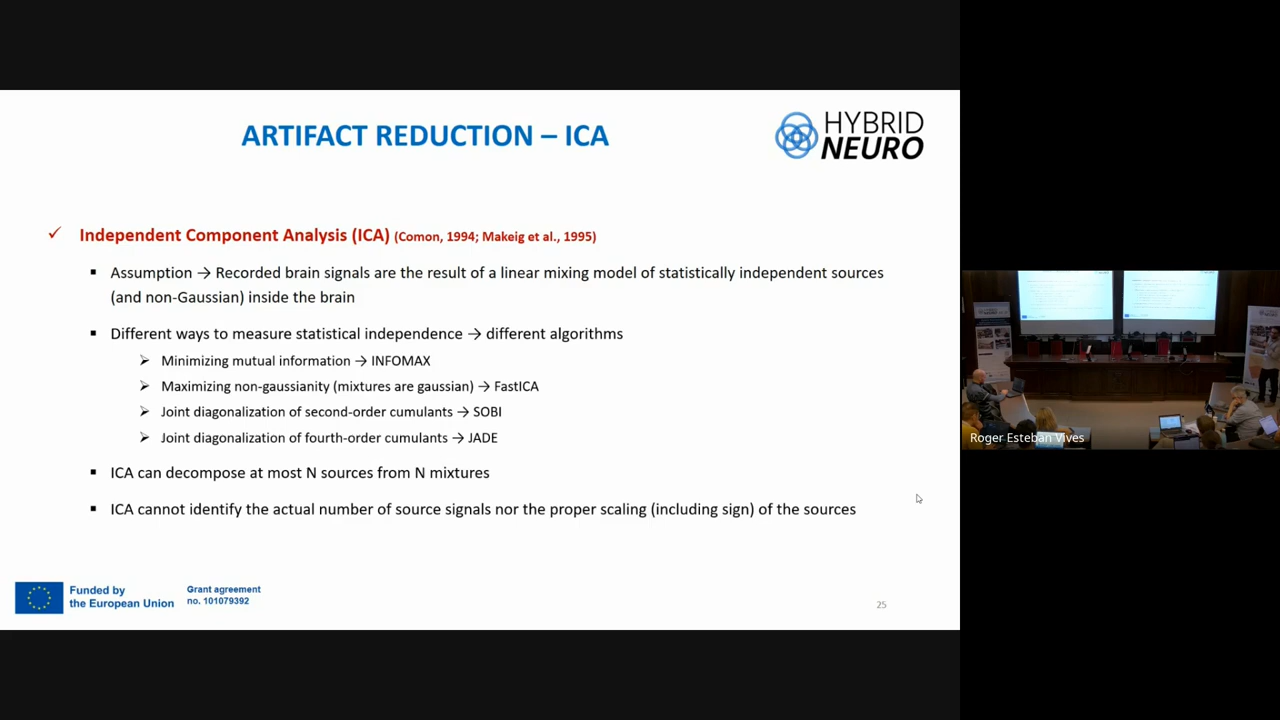 ARTIFACT REDUCTION – ICA
HYBRID
NEURO
✓ Independent Component Analysis (ICA) (Comon, 1994; Makeig et al., 1995)
▪ Assumption → Recorded brain signals are the result of a linear mixing model of statistically independent sources
(and non-Gaussian) inside the brain
▪ Different ways to measure statistical independence → different algorithms
➢ Minimizing mutual information → INFOMAX
➢ Maximizing non-gaussianity (mixtures are gaussian) → FastICA
➢ Joint diagonalization of second-order cumulants → SOBI
➢ Joint diagonalization of fourth-order cumulants → JADE
▪ ICA can decompose at most N sources from N mixtures
▪ ICA cannot identify the actual number of source signals nor the proper scaling (including sign) of the sources
Funded by
the European Union
Grant agreement
no. 101079392
25
Roger Esteban Vives